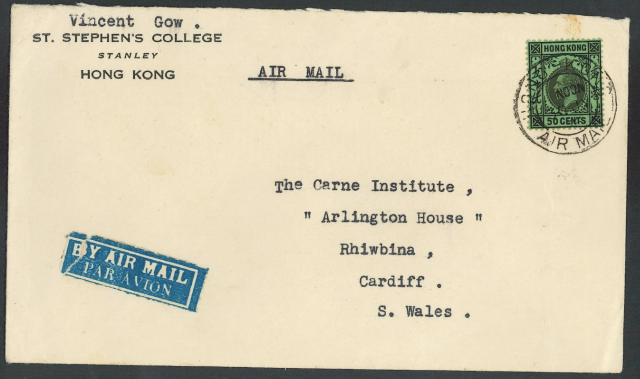 Vincent Gow .
ST. STEPHEN'S COLLEGE
STANLEY
HONG KONG
AIR MAIL
HONG KONG
50 CENTS
NOON
AIR MAIL
The Carne Institute ,
" Arlington House "
Rhiwbina ,
Cardiff .
S. Wales .
BY AIR MAIL
PAR AVION